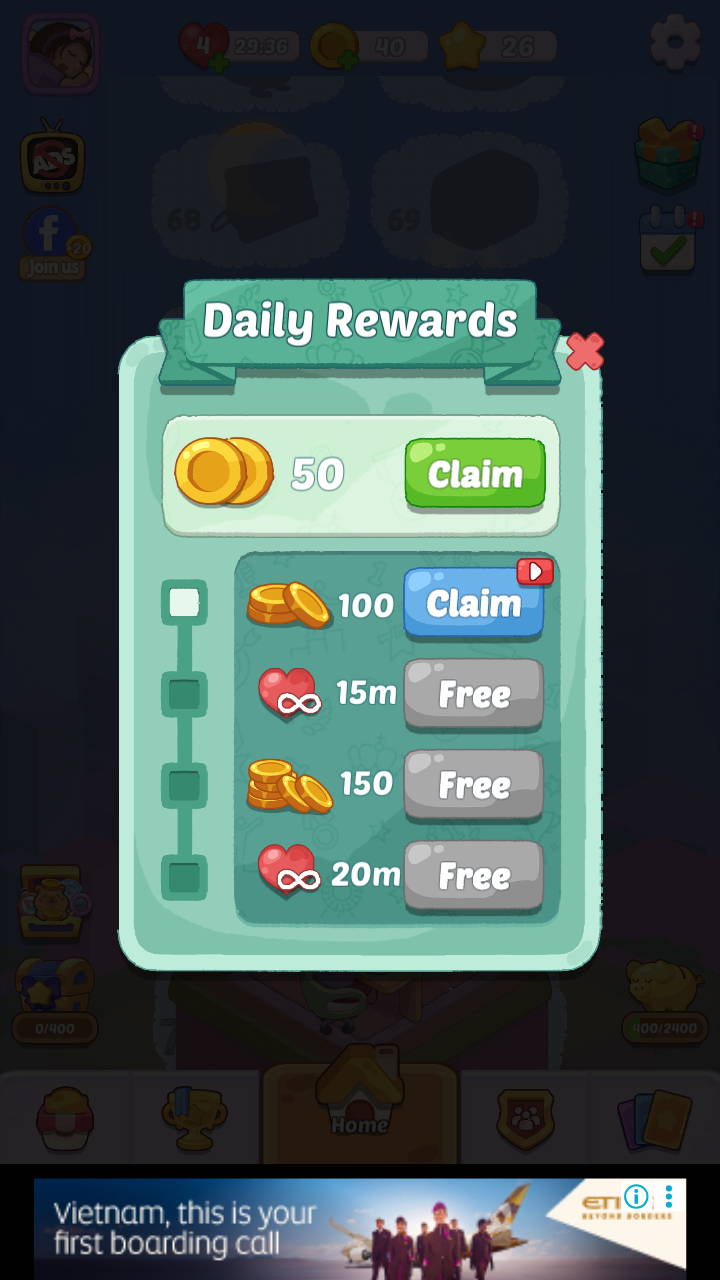 4 29:36 40 26
ADS
68 69
f
+20
Join us
Daily Rewards
50 Claim
100 Claim
15m Free
150 Free
20m Free
0/400 400/2400
Home
Vietnam, this is your
first boarding call
BEYOND BORDERS